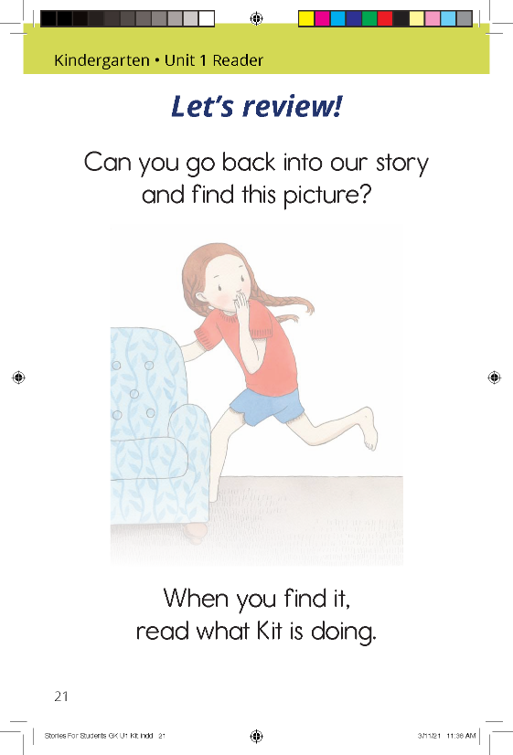 Kindergarten • Unit 1 Reader
Let's review!
Can you go back into our story
and find this picture?
When you find it,
read what Kit is doing.
21
Stories For Students GK U1 Kit.indd 21
3/11/21 11:36 AM